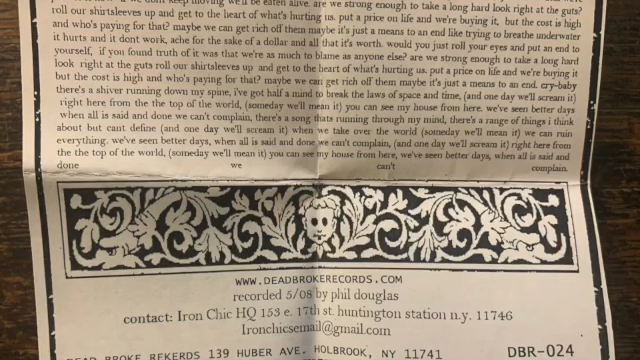 keep moving we'll be eaten alive. are we strong enough to take a long hard look right at the guts?
roll our shirtsleeves up and get to the heart of what's hurting us. put a price on life and we're buying it, but the cost is high
and who's paying for that? maybe we can get rich off them maybe it's just a means to an end like trying to breathe underwater
it hurts and it dont work, ache for the sake of a dollar and all that it's worth. would you just roll your eyes and put an end to
yourself, if you found truth of it was that we're as much to blame as anyone else? are we strong enough to take a long hard
look right at the guts roll our shirtsleeves up and get to the heart of what's hurting us. put a price on life and we're buying it
but the cost is high and who's paying for that? maybe we can get rich off them maybe it's just a means to an end. cry-baby
there's a shiver running down my spine, i've got half a mind to break the laws of space and time, (and one day we'll scream it)
right here from the the top of the world, (someday we'll mean it) you can see my house from here. we've seen better days
when all is said and done we can't complain, there's a song thats running through my mind, there's a range of things i think
about but cant define (and one day we'll scream it) when we take over the world (someday we'll mean it) we can ruin
everything. we've seen better days, when all is said and done we can't complain, (and one day we'll scream it) right here from
the the top of the world, (someday we'll mean it) you can see my house from here, we've seen better days, when all is said and
done we can't complain.
WWW.DEADBROKERECORDS.COM
recorded 5/08 by phil douglas
contact: Iron Chic HQ 153 e. 17th st. huntington station n.y. 11746
Ironchicsemail@gmail.com
DEAD BROKE REKERDS 139 HUBER AVE. HOLBROOK, NY 11741
DBR-024